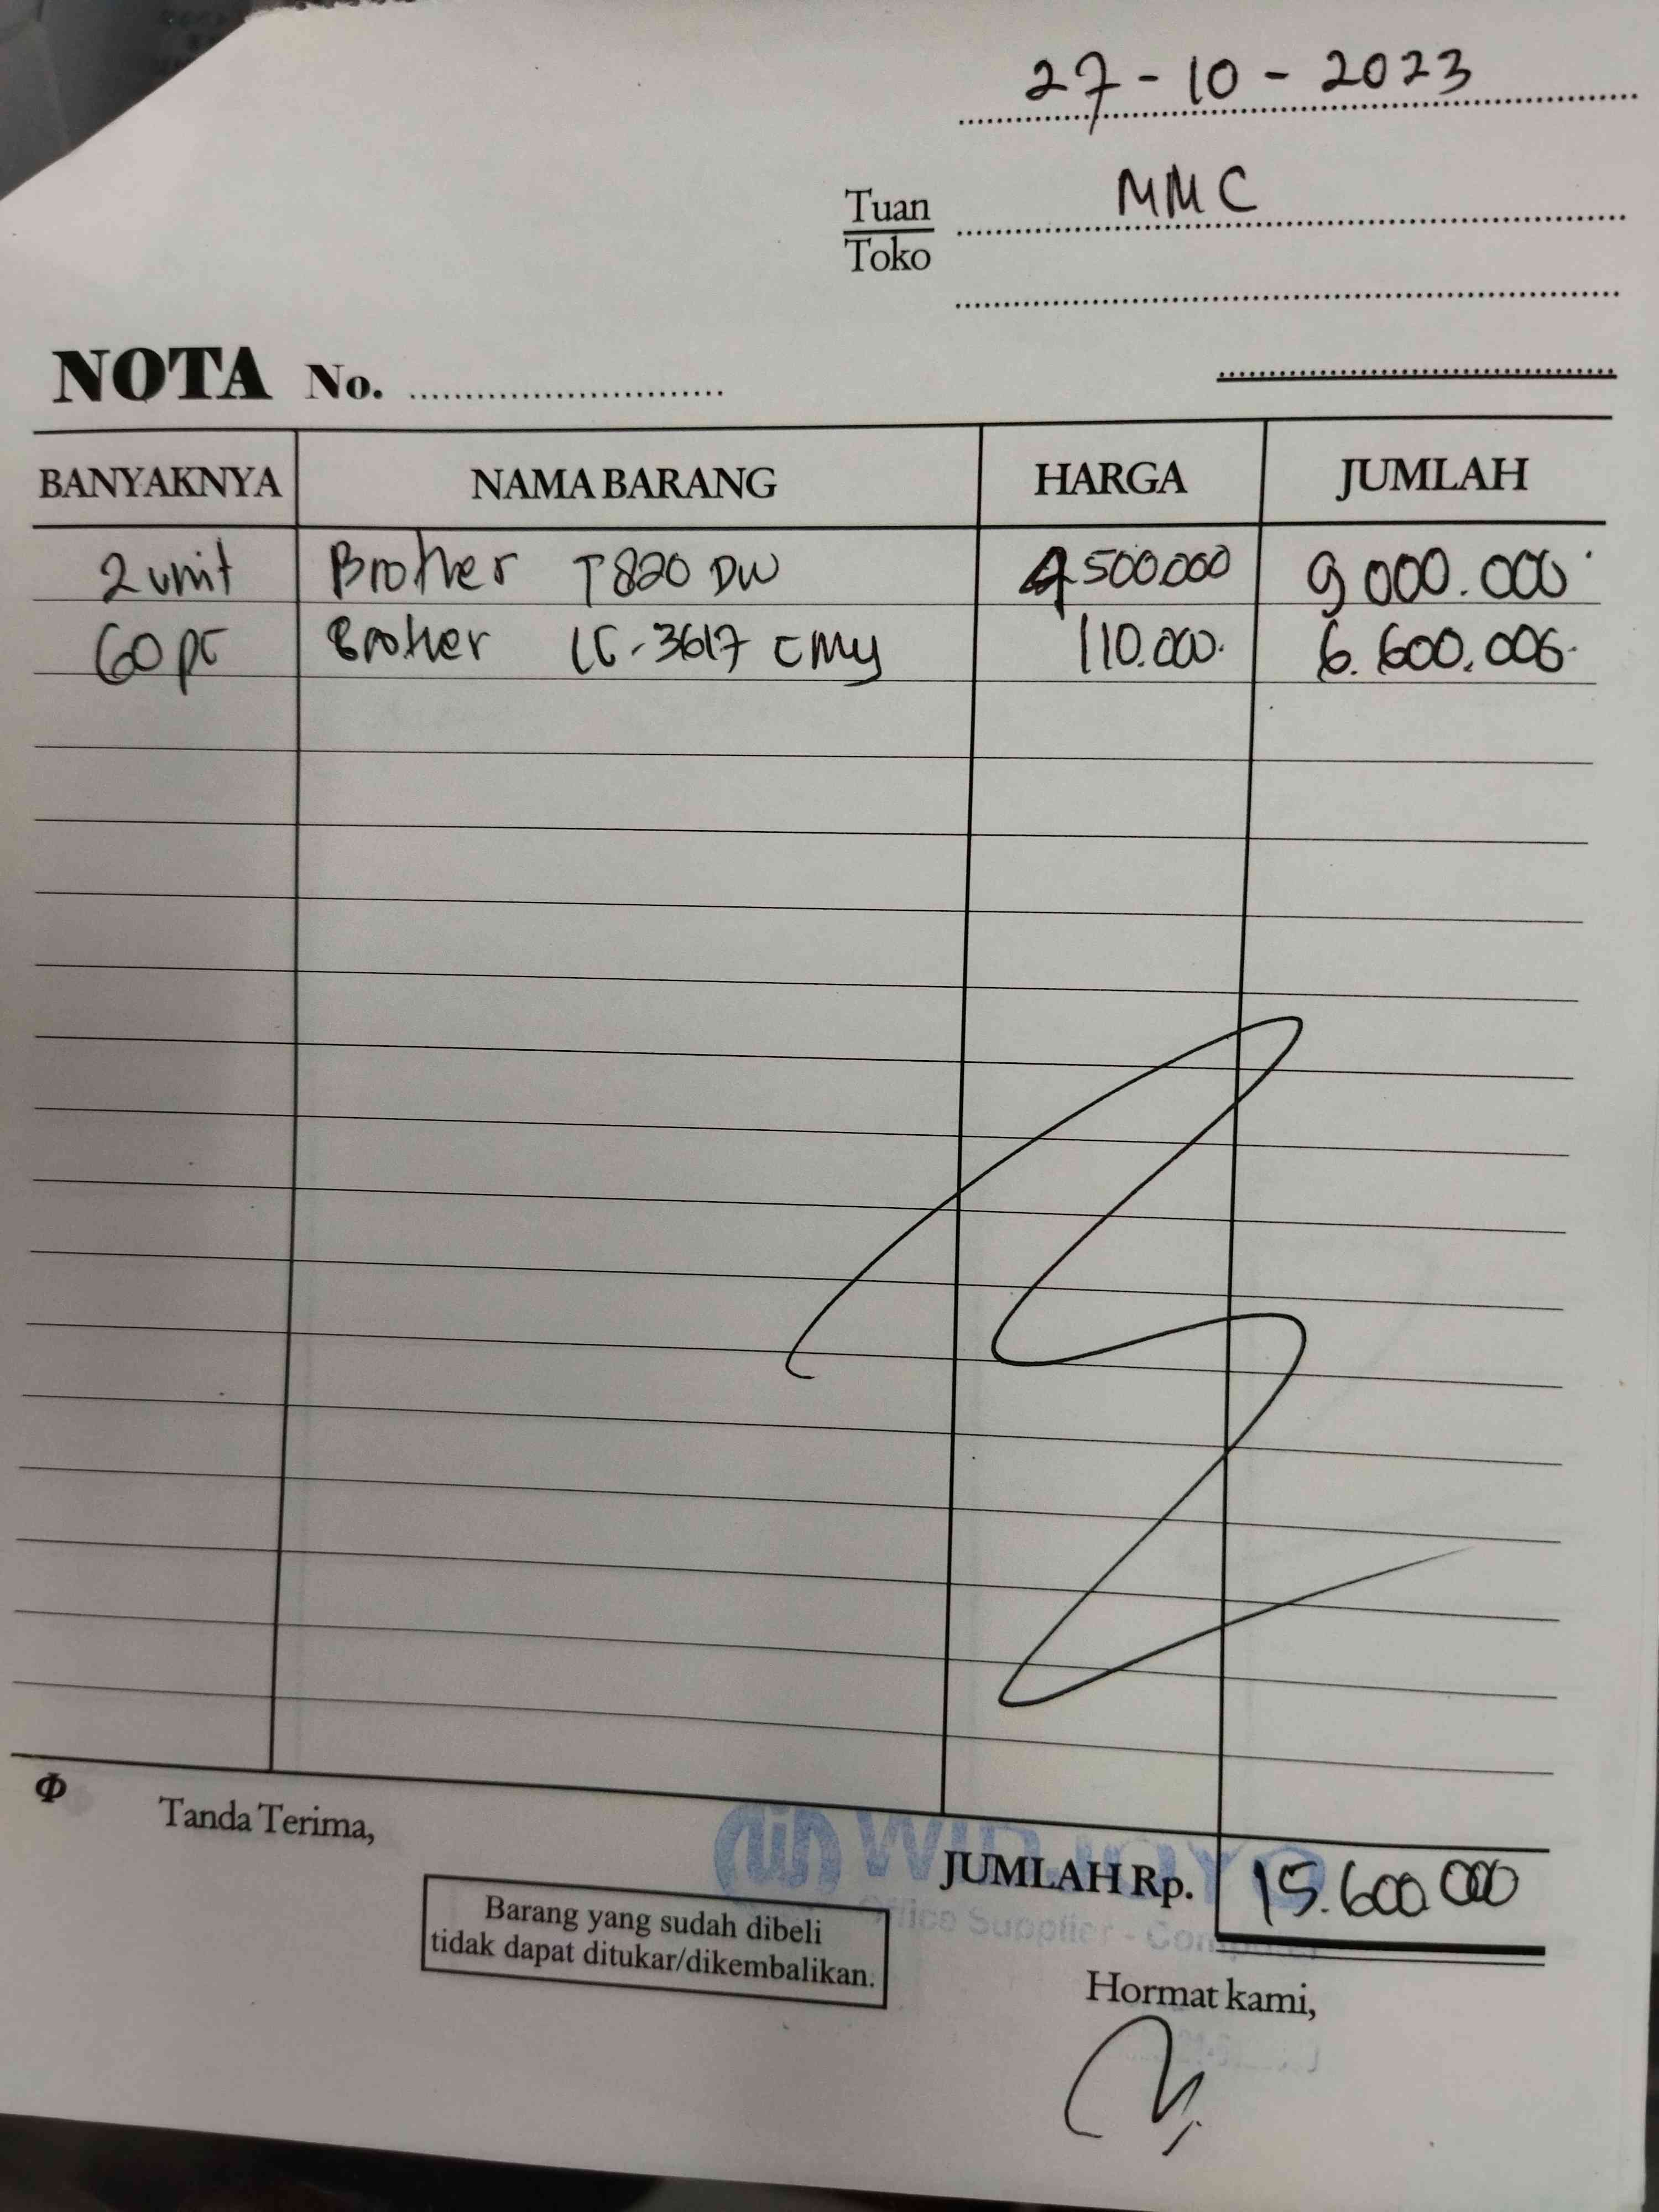 27 - 10 - 2023
Tuan MMC
Toko
NOTA No.
BANYAKNYA NAMA BARANG HARGA JUMLAH
2 unit Brother T820 DW 4.500.000 9.000.000
60 pc Brother LC-3617 CMY 110.000 6.600.000
Tanda Terima,
JUMLAH Rp. 15.600.000
Barang yang sudah dibeli
tidak dapat ditukar/dikembalikan.
Office Supplier - Computer
Hormat kami,